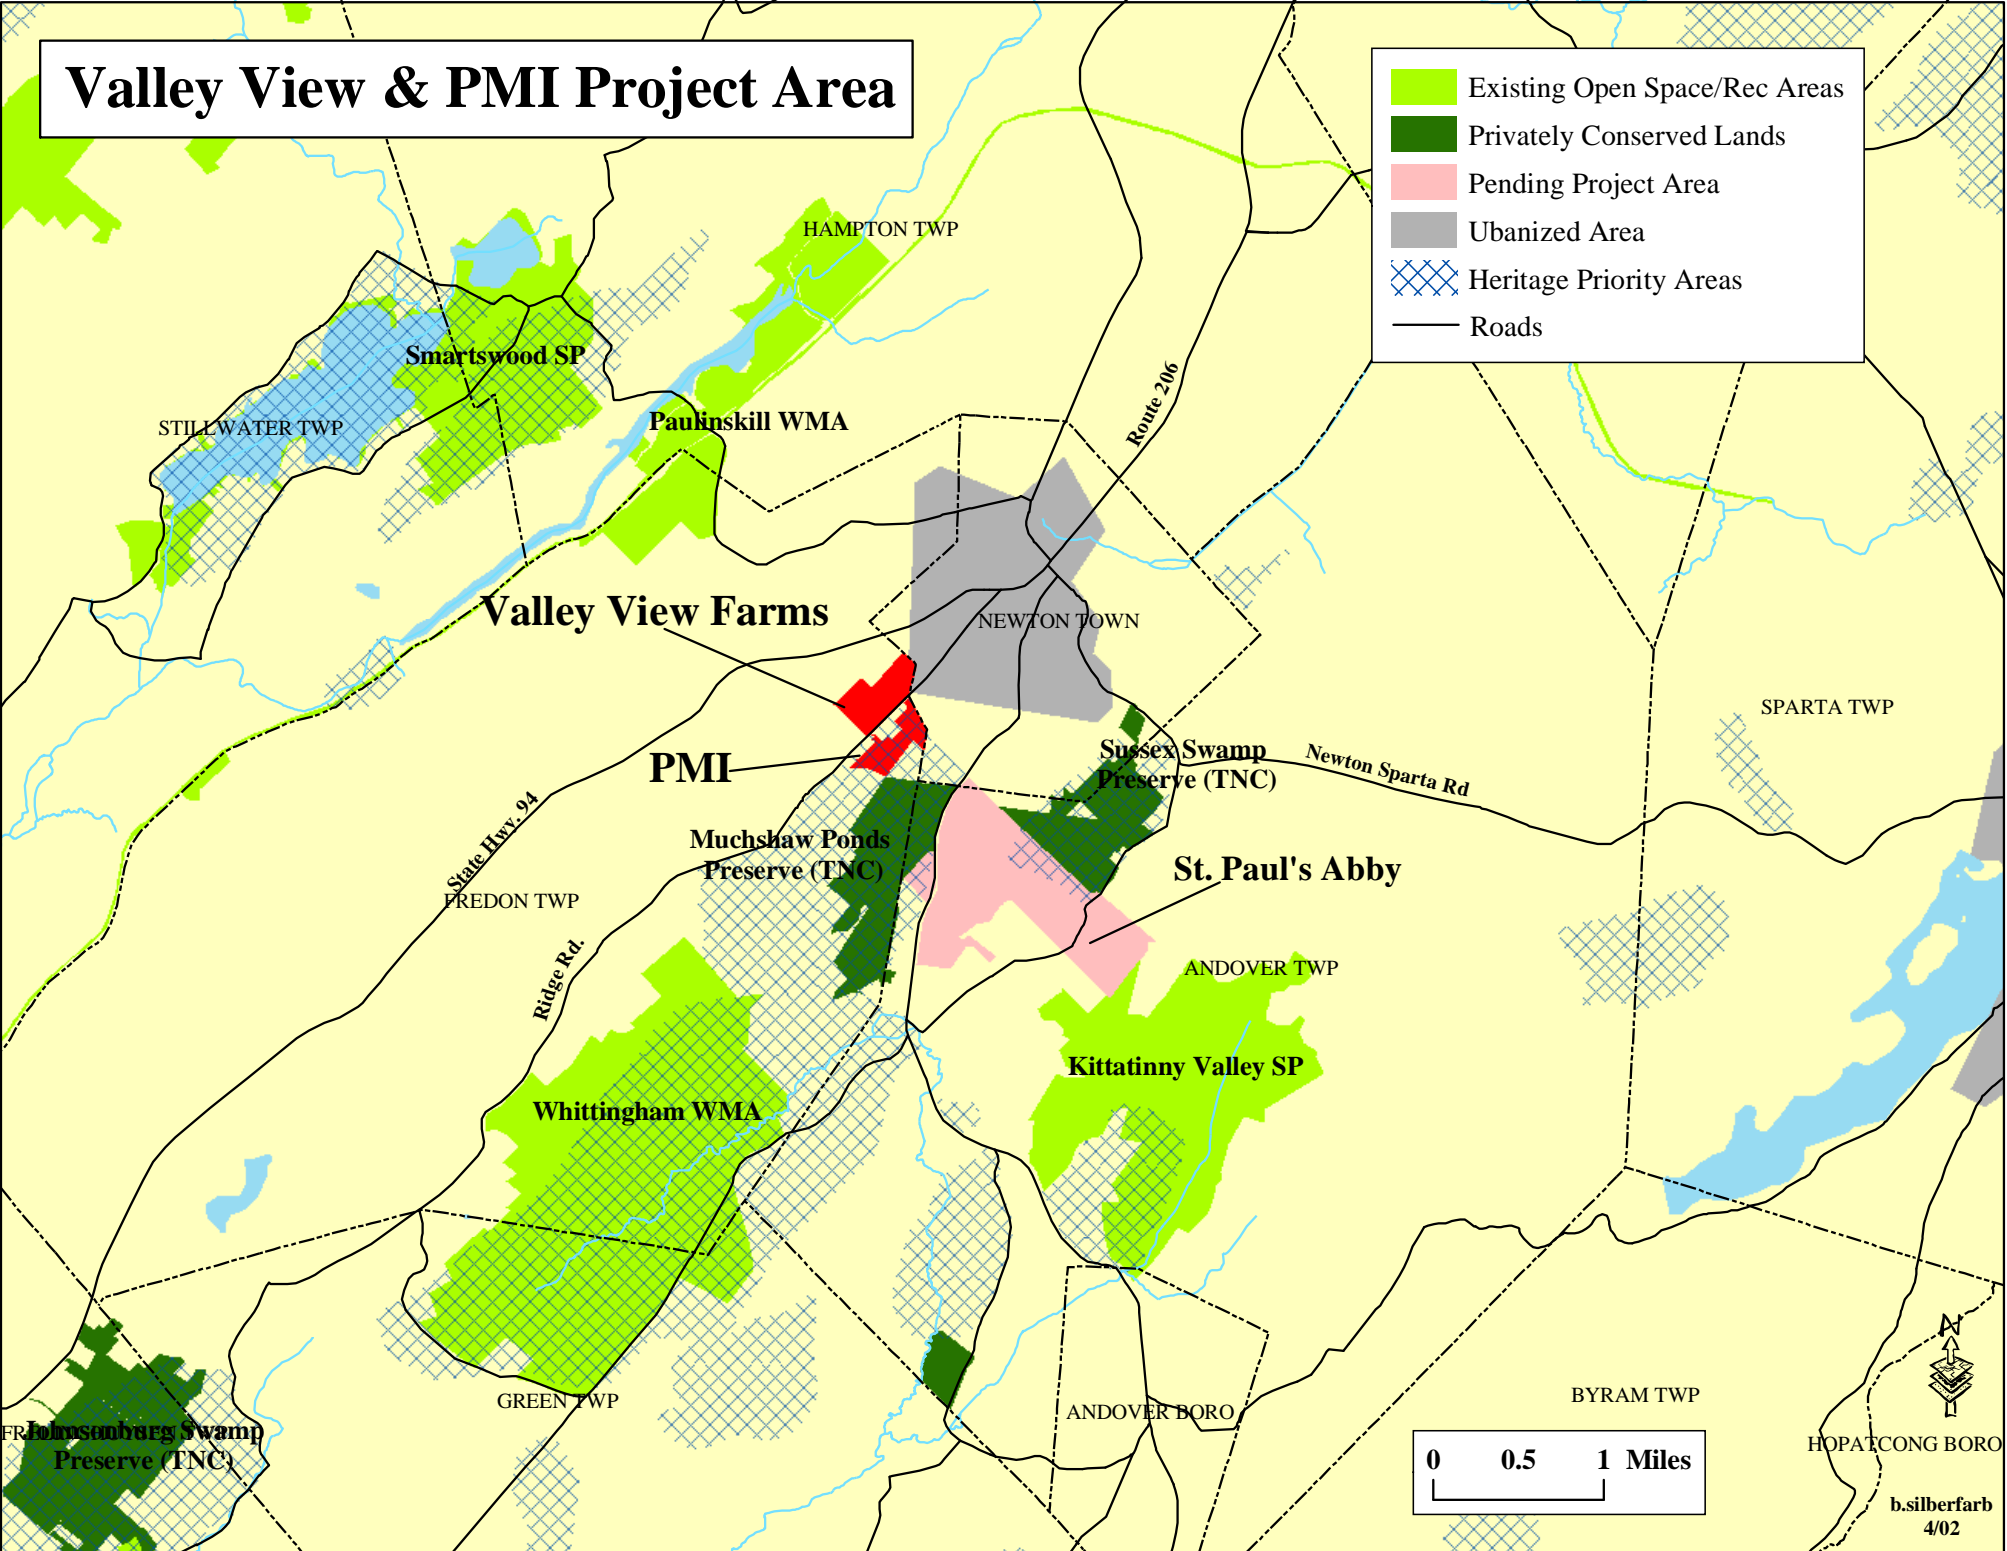 Valley View & PMI Project Area
Existing Open Space/Rec Areas
Privately Conserved Lands
Pending Project Area
Ubanized Area
Heritage Priority Areas
Roads
HAMPTON TWP
Smartswood SP
STILLWATER TWP
Paulinskill WMA
Route 206
Valley View Farms
NEWTON TOWN
SPARTA TWP
PMI
Sussex Swamp
Preserve (TNC)
Newton Sparta Rd
Muchshaw Ponds
Preserve (TNC)
State Hwy. 94
St. Paul's Abby
FREDON TWP
Ridge Rd.
ANDOVER TWP
Kittatinny Valley SP
Whittingham WMA
GREEN TWP
ANDOVER BORO
BYRAM TWP
Johnsonburg Swamp
Preserve (TNC)
HOPATCONG BORO
N
0 0.5 1 Miles
b.silberfarb
4/02